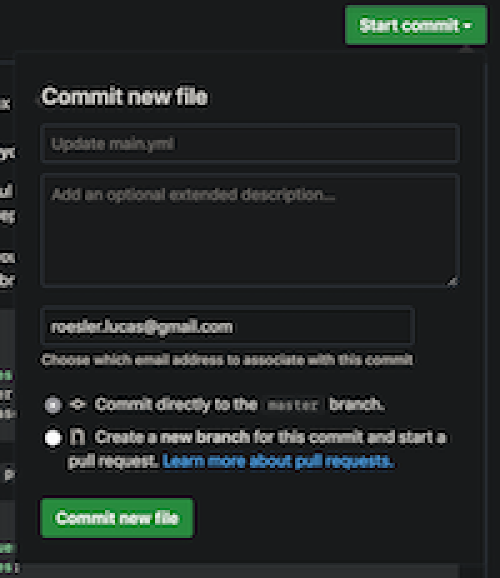 Start commit
Commit new file
Update main.yml
Add an optional extended description...
roesler.lucas@gmail.com
Choose which email address to associate with this commit
Commit directly to the master branch.
Create a new branch for this commit and start a
pull request. Learn more about pull requests.
Commit new file